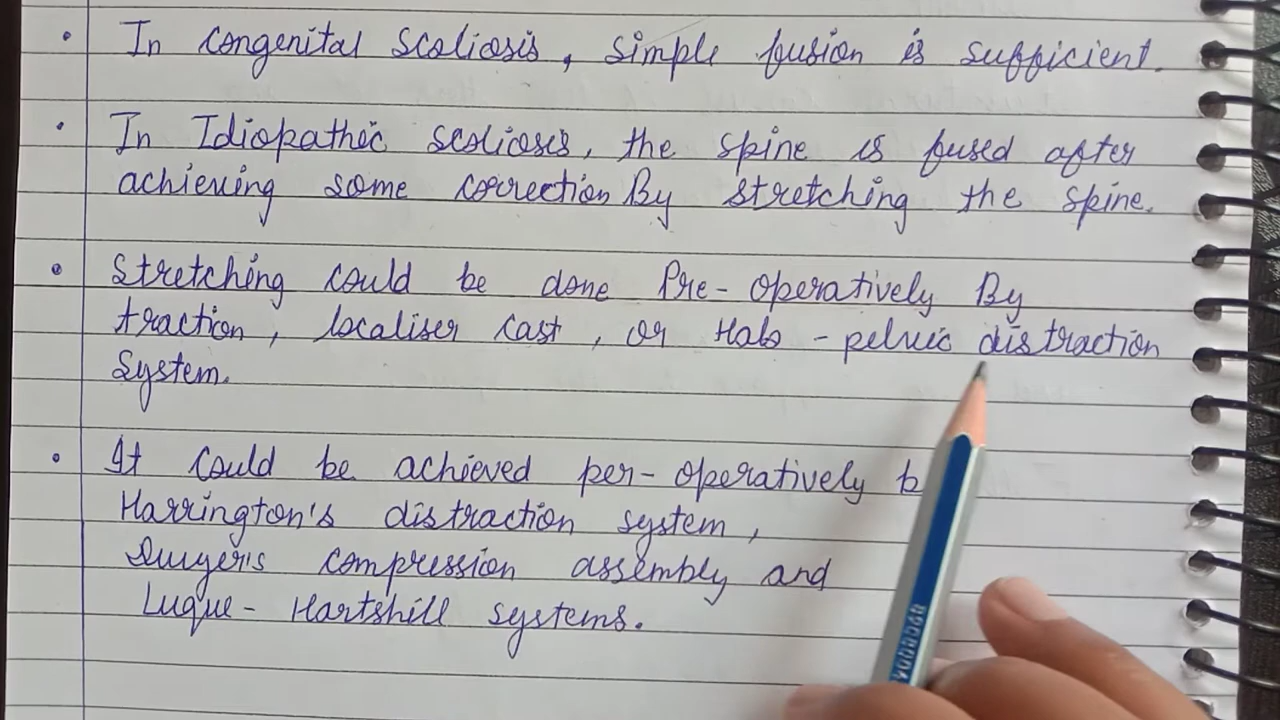 • In congenital scoliosis, simple fusion is sufficient.
• In Idiopathic scoliosis, the spine is fused after
achieving some correction By stretching the spine.
• Stretching could be done Pre-operatively By
traction, localiser cast, or Halo - pelvic distraction
System.
• It could be achieved per-operatively b
Harrington's distraction system,
Dwyer's compression assembly and
Luque - Hartshill systems.